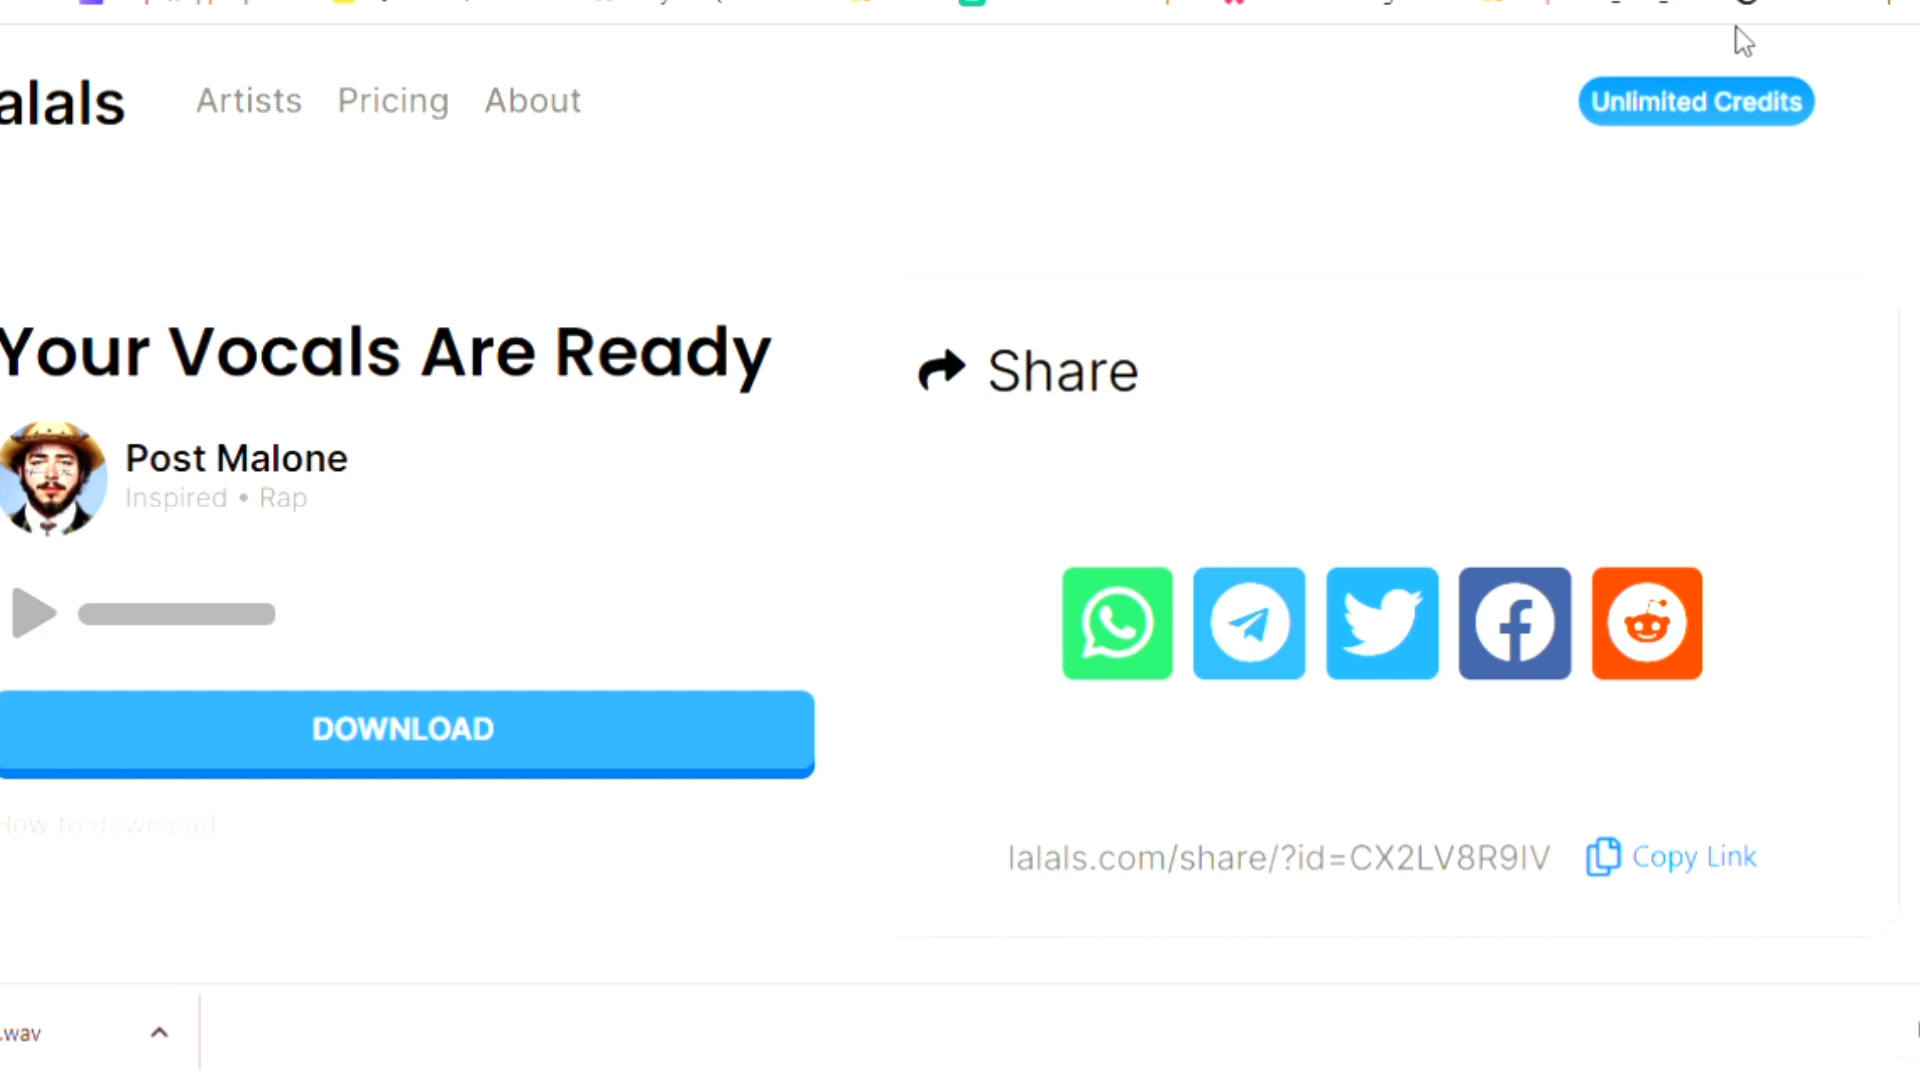 alals
Artists Pricing About
Unlimited Credits
Your Vocals Are Ready
Share
Post Malone
Inspired • Rap
DOWNLOAD
How to download
lalals.com/share/?id=CX2LV8R9IV
Copy Link
.wav